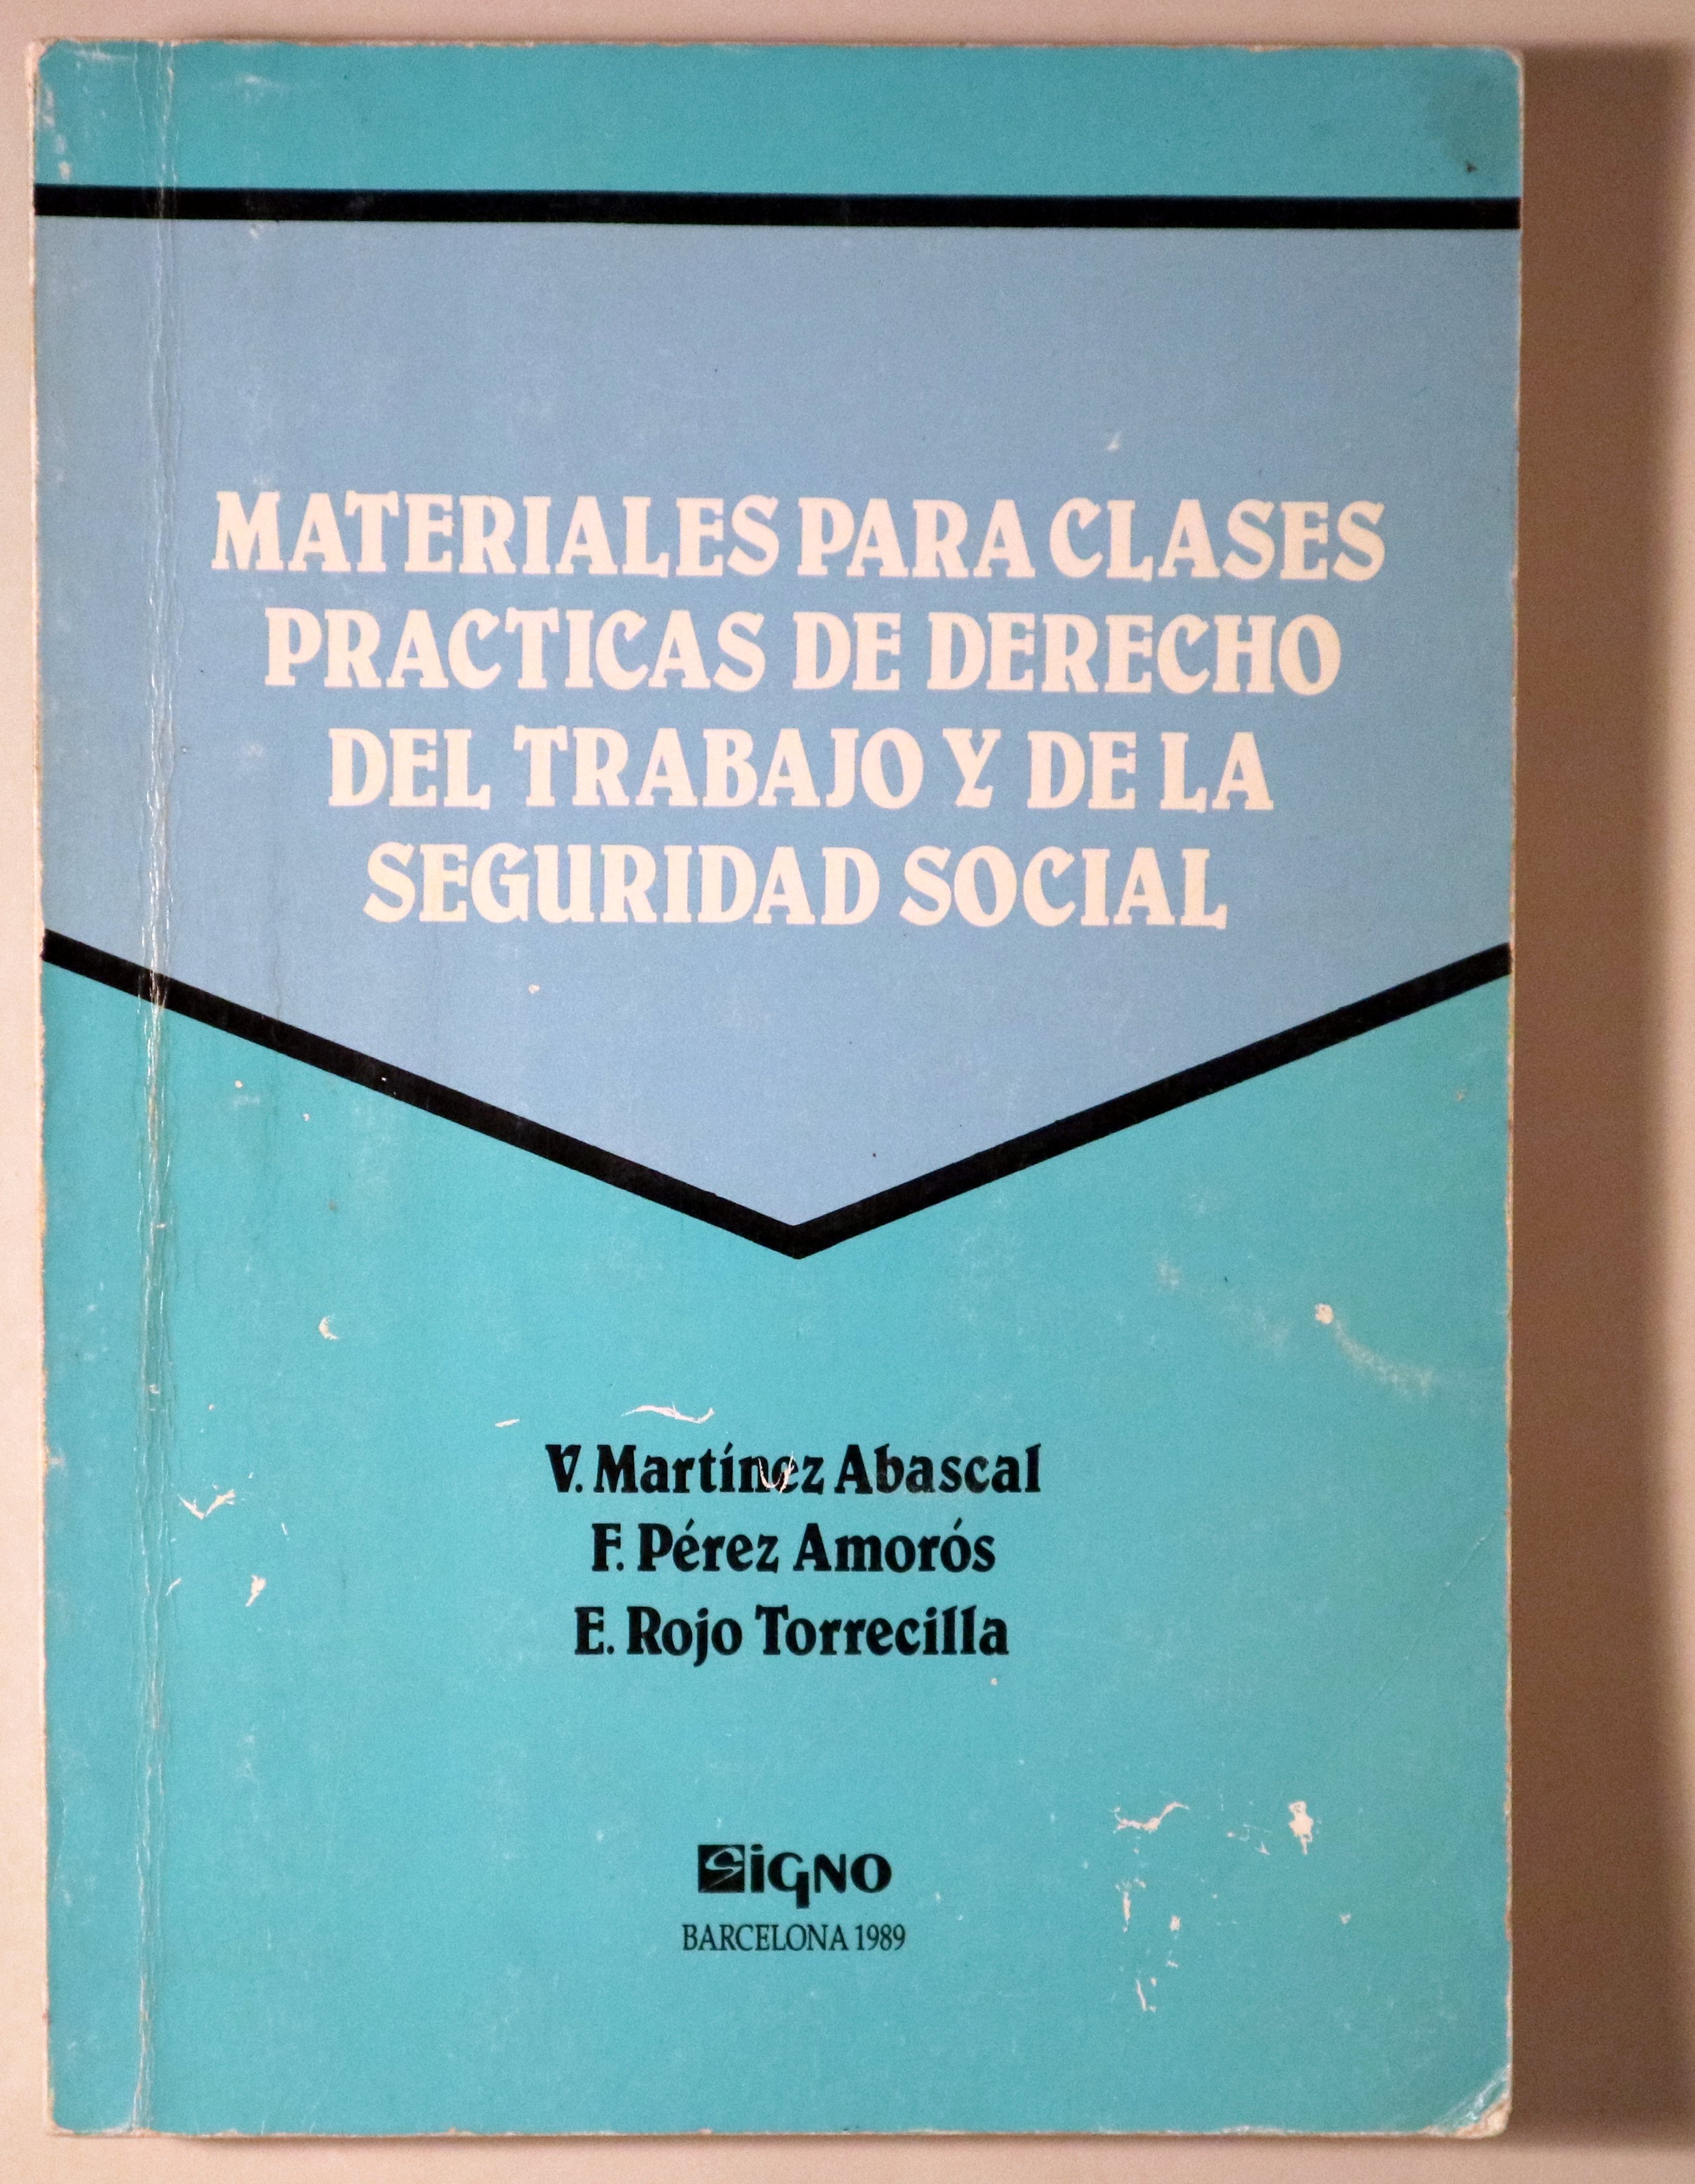 MATERIALES PARA CLASES
PRACTICAS DE DERECHO
DEL TRABAJO Y DE LA
SEGURIDAD SOCIAL
V. Martínez Abascal
F. Pérez Amorós
E. Rojo Torrecilla
SIGNO
BARCELONA 1989